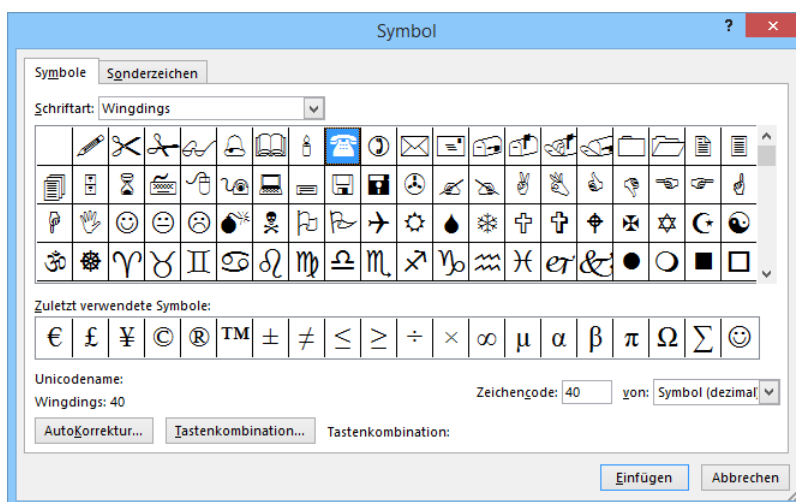 Symbol
?
×
Symbole Sonderzeichen
Schriftart: Wingdings
Zuletzt verwendete Symbole:
€ £ ¥ © ® ™ ± ≠ ≤ ≥ ÷ × ∞ µ α β π Ω ∑ ☺
Unicodename:
Wingdings: 40
Zeichencode: 40 von: Symbol (dezimal)
AutoKorrektur... Tastenkombination... Tastenkombination:
Einfügen Abbrechen